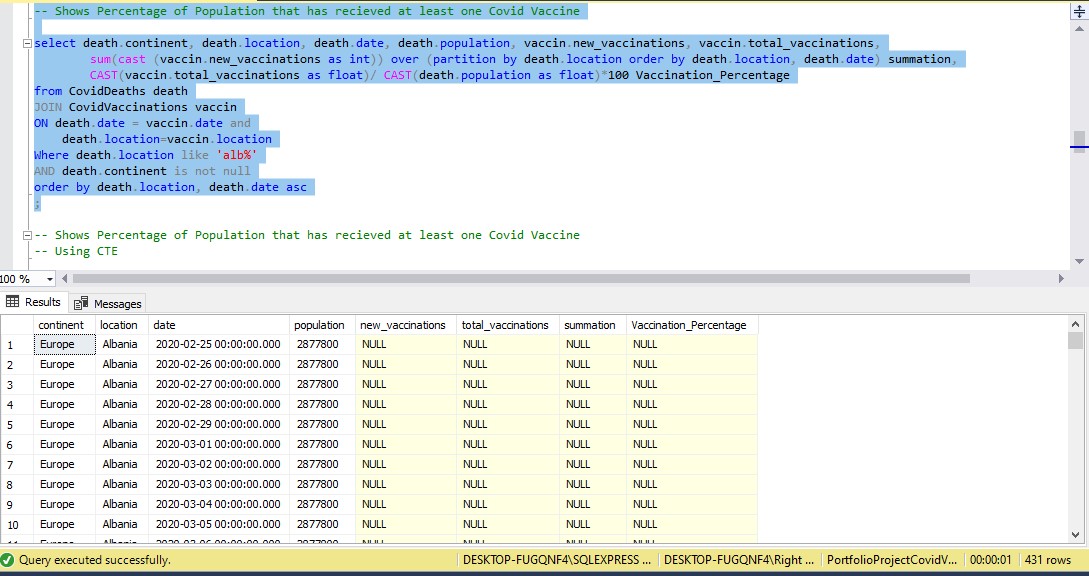 -- Shows Percentage of Population that has recieved at least one Covid Vaccine
select death.continent, death.location, death.date, death.population, vaccin.new_vaccinations, vaccin.total_vaccinations,
sum(cast (vaccin.new_vaccinations as int)) over (partition by death.location order by death.location, death.date) summation,
CAST(vaccin.total_vaccinations as float)/ CAST(death.population as float)*100 Vaccination_Percentage
from CovidDeaths death
JOIN CovidVaccinations vaccin
ON death.date = vaccin.date and
death.location=vaccin.location
Where death.location like 'alb%'
AND death.continent is not null
order by death.location, death.date asc
;
-- Shows Percentage of Population that has recieved at least one Covid Vaccine
-- Using CTE
100 %
Results Messages
continent location date population new_vaccinations total_vaccinations summation Vaccination_Percentage
1 Europe Albania 2020-02-25 00:00:00.000 2877800 NULL NULL NULL NULL
2 Europe Albania 2020-02-26 00:00:00.000 2877800 NULL NULL NULL NULL
3 Europe Albania 2020-02-27 00:00:00.000 2877800 NULL NULL NULL NULL
4 Europe Albania 2020-02-28 00:00:00.000 2877800 NULL NULL NULL NULL
5 Europe Albania 2020-02-29 00:00:00.000 2877800 NULL NULL NULL NULL
6 Europe Albania 2020-03-01 00:00:00.000 2877800 NULL NULL NULL NULL
7 Europe Albania 2020-03-02 00:00:00.000 2877800 NULL NULL NULL NULL
8 Europe Albania 2020-03-03 00:00:00.000 2877800 NULL NULL NULL NULL
9 Europe Albania 2020-03-04 00:00:00.000 2877800 NULL NULL NULL NULL
10 Europe Albania 2020-03-05 00:00:00.000 2877800 NULL NULL NULL NULL
Query executed successfully. DESKTOP-FUGQNF4\SQLEXPRESS ... DESKTOP-FUGQNF4\Right ... PortfolioProjectCovidV... 00:00:01 431 rows